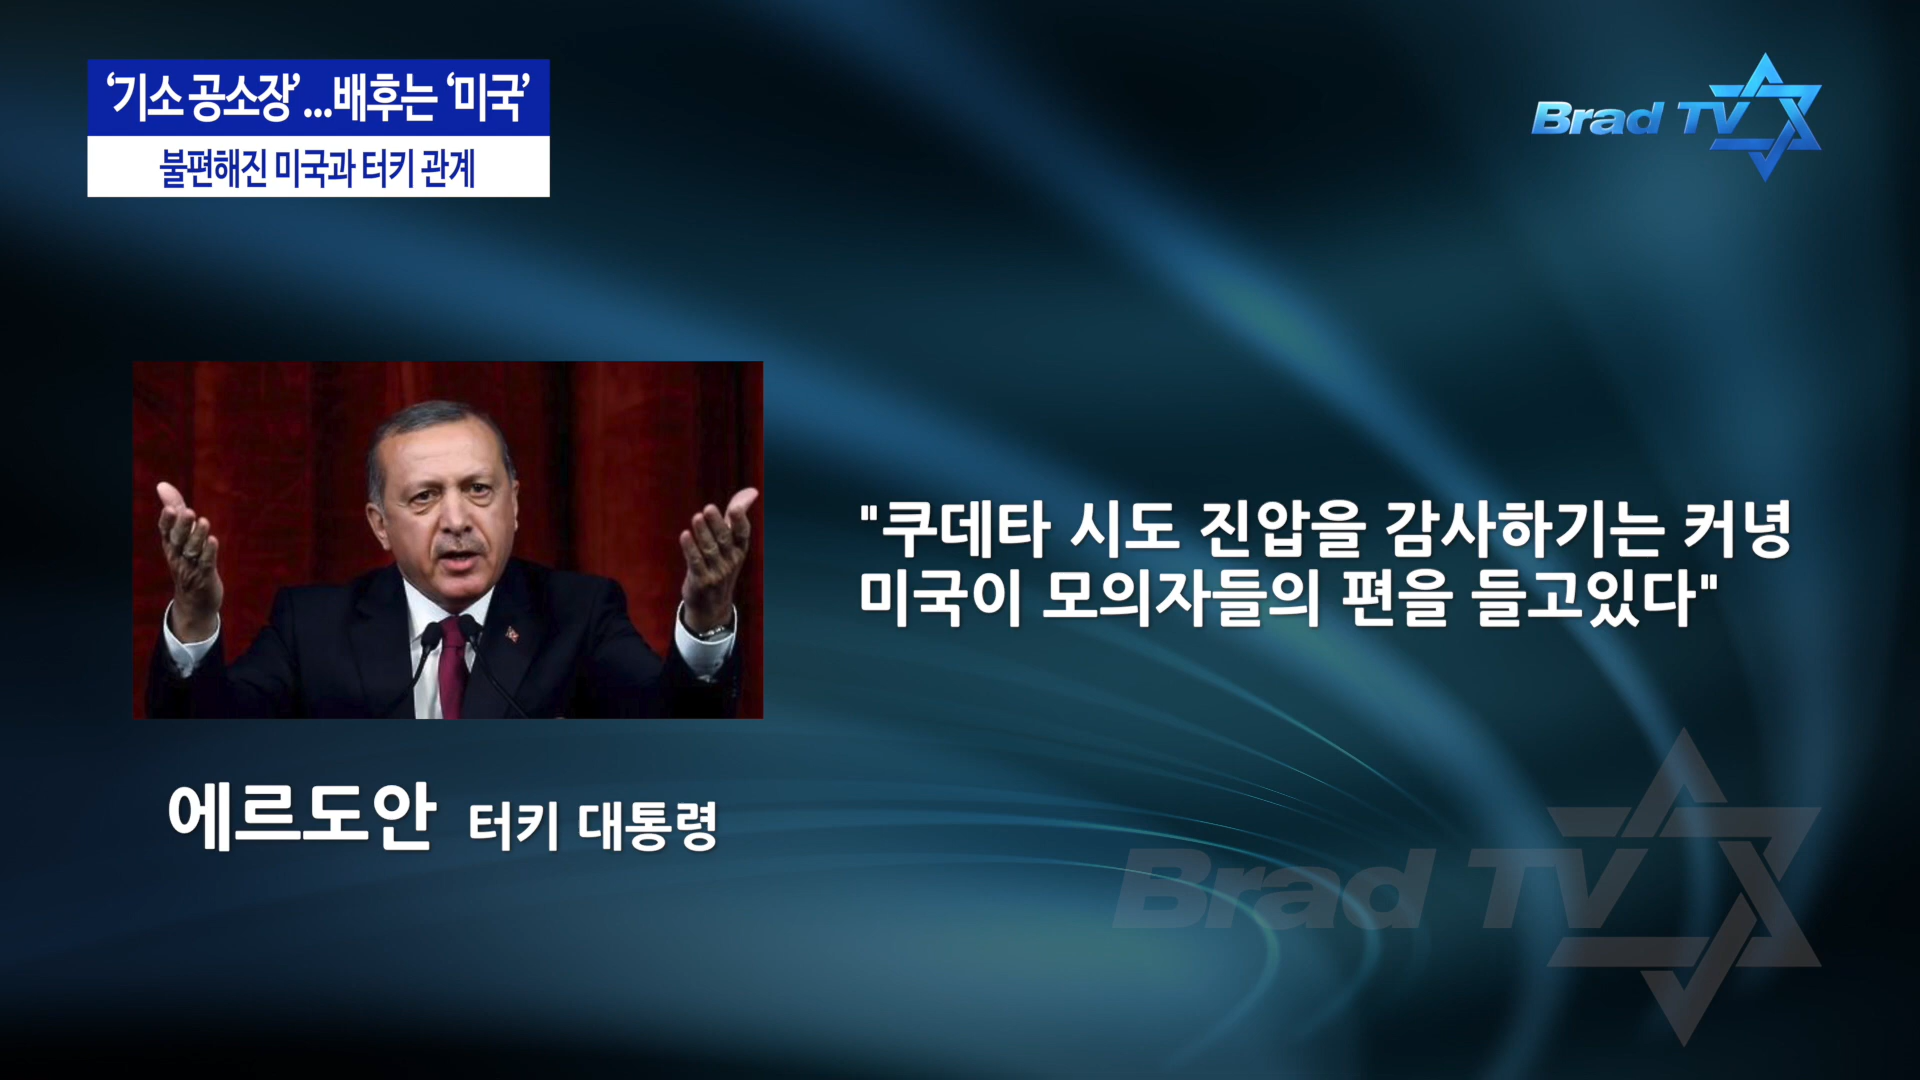 ‘기소 공소장’...배후는 ‘미국’
불편해진 미국과 터키 관계
Brad TV
"쿠데타 시도 진압을 감사하기는 커녕
미국이 모의자들의 편을 들고있다"
에르도안 터키 대통령
Brad TV